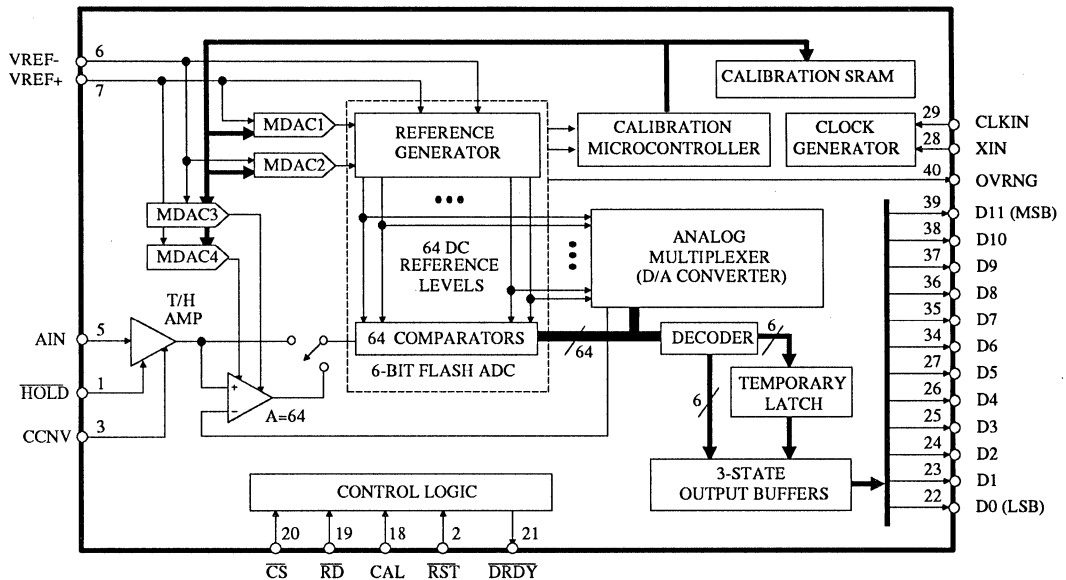 VREF-
6
VREF+
7
CALIBRATION SRAM
MDAC1
REFERENCE
GENERATOR
CALIBRATION
MICROCONTROLLER
CLOCK
GENERATOR
29
CLKIN
28
XIN
40
OVRNG
MDAC2
MDAC3
MDAC4
64 DC
REFERENCE
LEVELS
ANALOG
MULTIPLEXER
(D/A CONVERTER)
39
D11 (MSB)
38
D10
37
D9
36
D8
35
D7
34
D6
27
D5
26
D4
25
D3
24
D2
23
D1
22
D0 (LSB)
T/H
AMP
AIN
5
HOLD
1
CCNV
3
+
−
A=64
64 COMPARATORS
6-BIT FLASH ADC
64
DECODER
6
6
TEMPORARY
LATCH
3-STATE
OUTPUT BUFFERS
CONTROL LOGIC
20
19
18
2
21
CS
RD
CAL
RST
DRDY